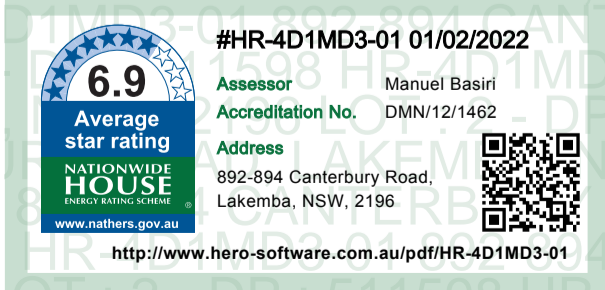 #HR-4D1MD3-01 01/02/2022
6.9
Average
star rating
NATIONWIDE
HOUSE
ENERGY RATING SCHEME
®
www.nathers.gov.au
Assessor Manuel Basiri
Accreditation No. DMN/12/1462
Address
892-894 Canterbury Road,
Lakemba, NSW, 2196
http://www.hero-software.com.au/pdf/HR-4D1MD3-01